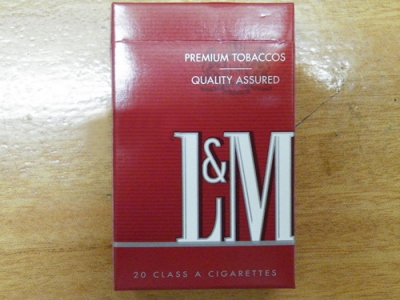 PREMIUM TOBACCOS
QUALITY ASSURED
L&M
20 CLASS A CIGARETTES